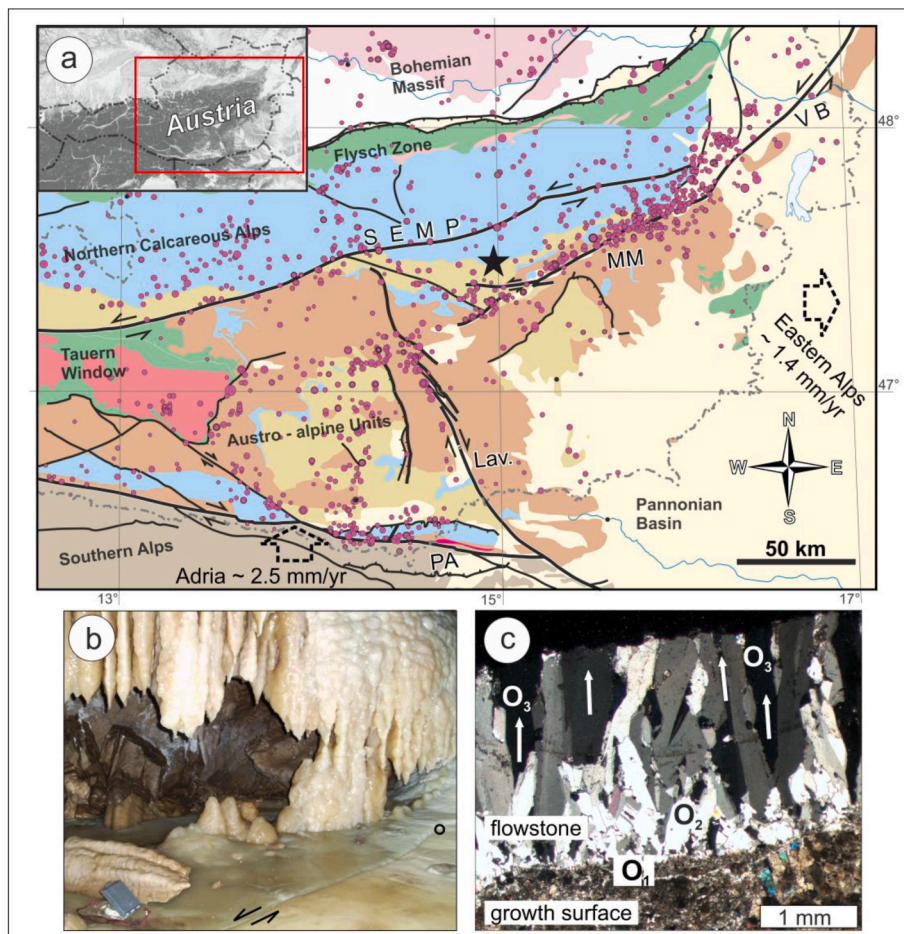 a
Austria
Bohemian
Massif
Flysch Zone
V B
48°
Northern Calcareous Alps
S E M P
MM
Eastern Alps
~ 1.4 mm/yr
Tauern
Window
47°
Austro - alpine Units
Lav.
N
W E
S
Pannonian
Basin
Southern Alps
PA
50 km
Adria ~ 2.5 mm/yr
13°
15°
17°
b
c
O3
O3
O2
flowstone
O1
growth surface
1 mm